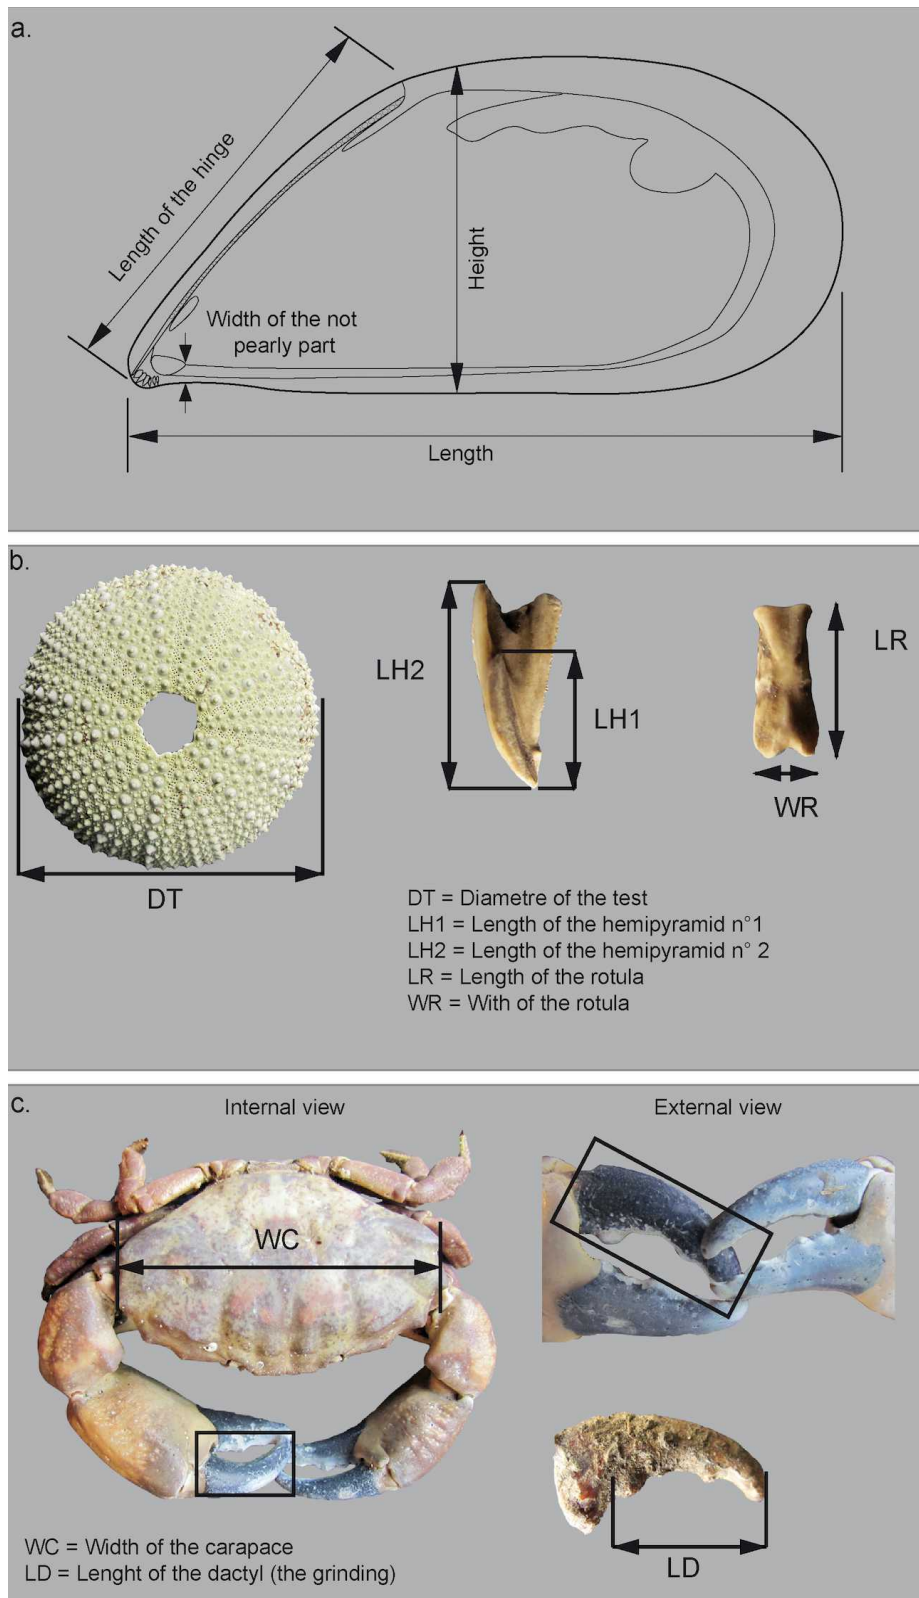 a.
Length of the hinge
Height
Width of the not
pearly part
Length
b.
LH2
LH1
LR
WR
DT
DT = Diametre of the test
LH1 = Length of the hemipyramid n°1
LH2 = Length of the hemipyramid n° 2
LR = Length of the rotula
WR = With of the rotula
c.
Internal view
External view
WC
LD
WC = Width of the carapace
LD = Lenght of the dactyl (the grinding)